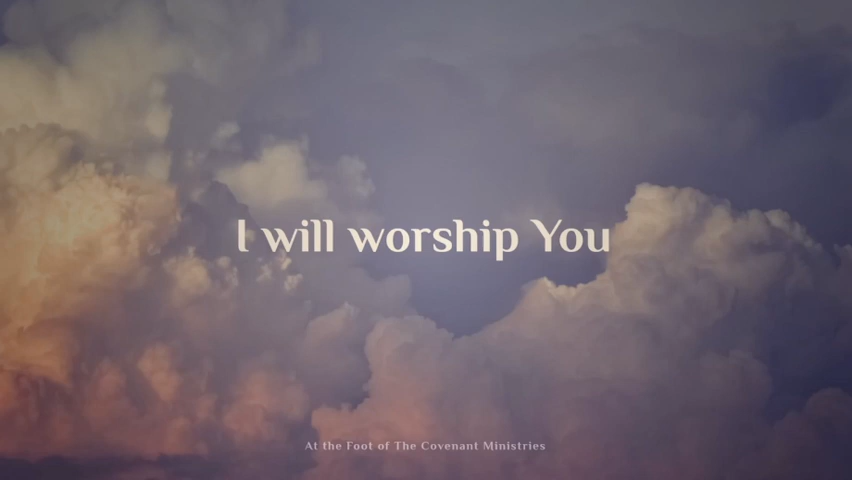 I will worship You
At the Foot of The Covenant Ministries